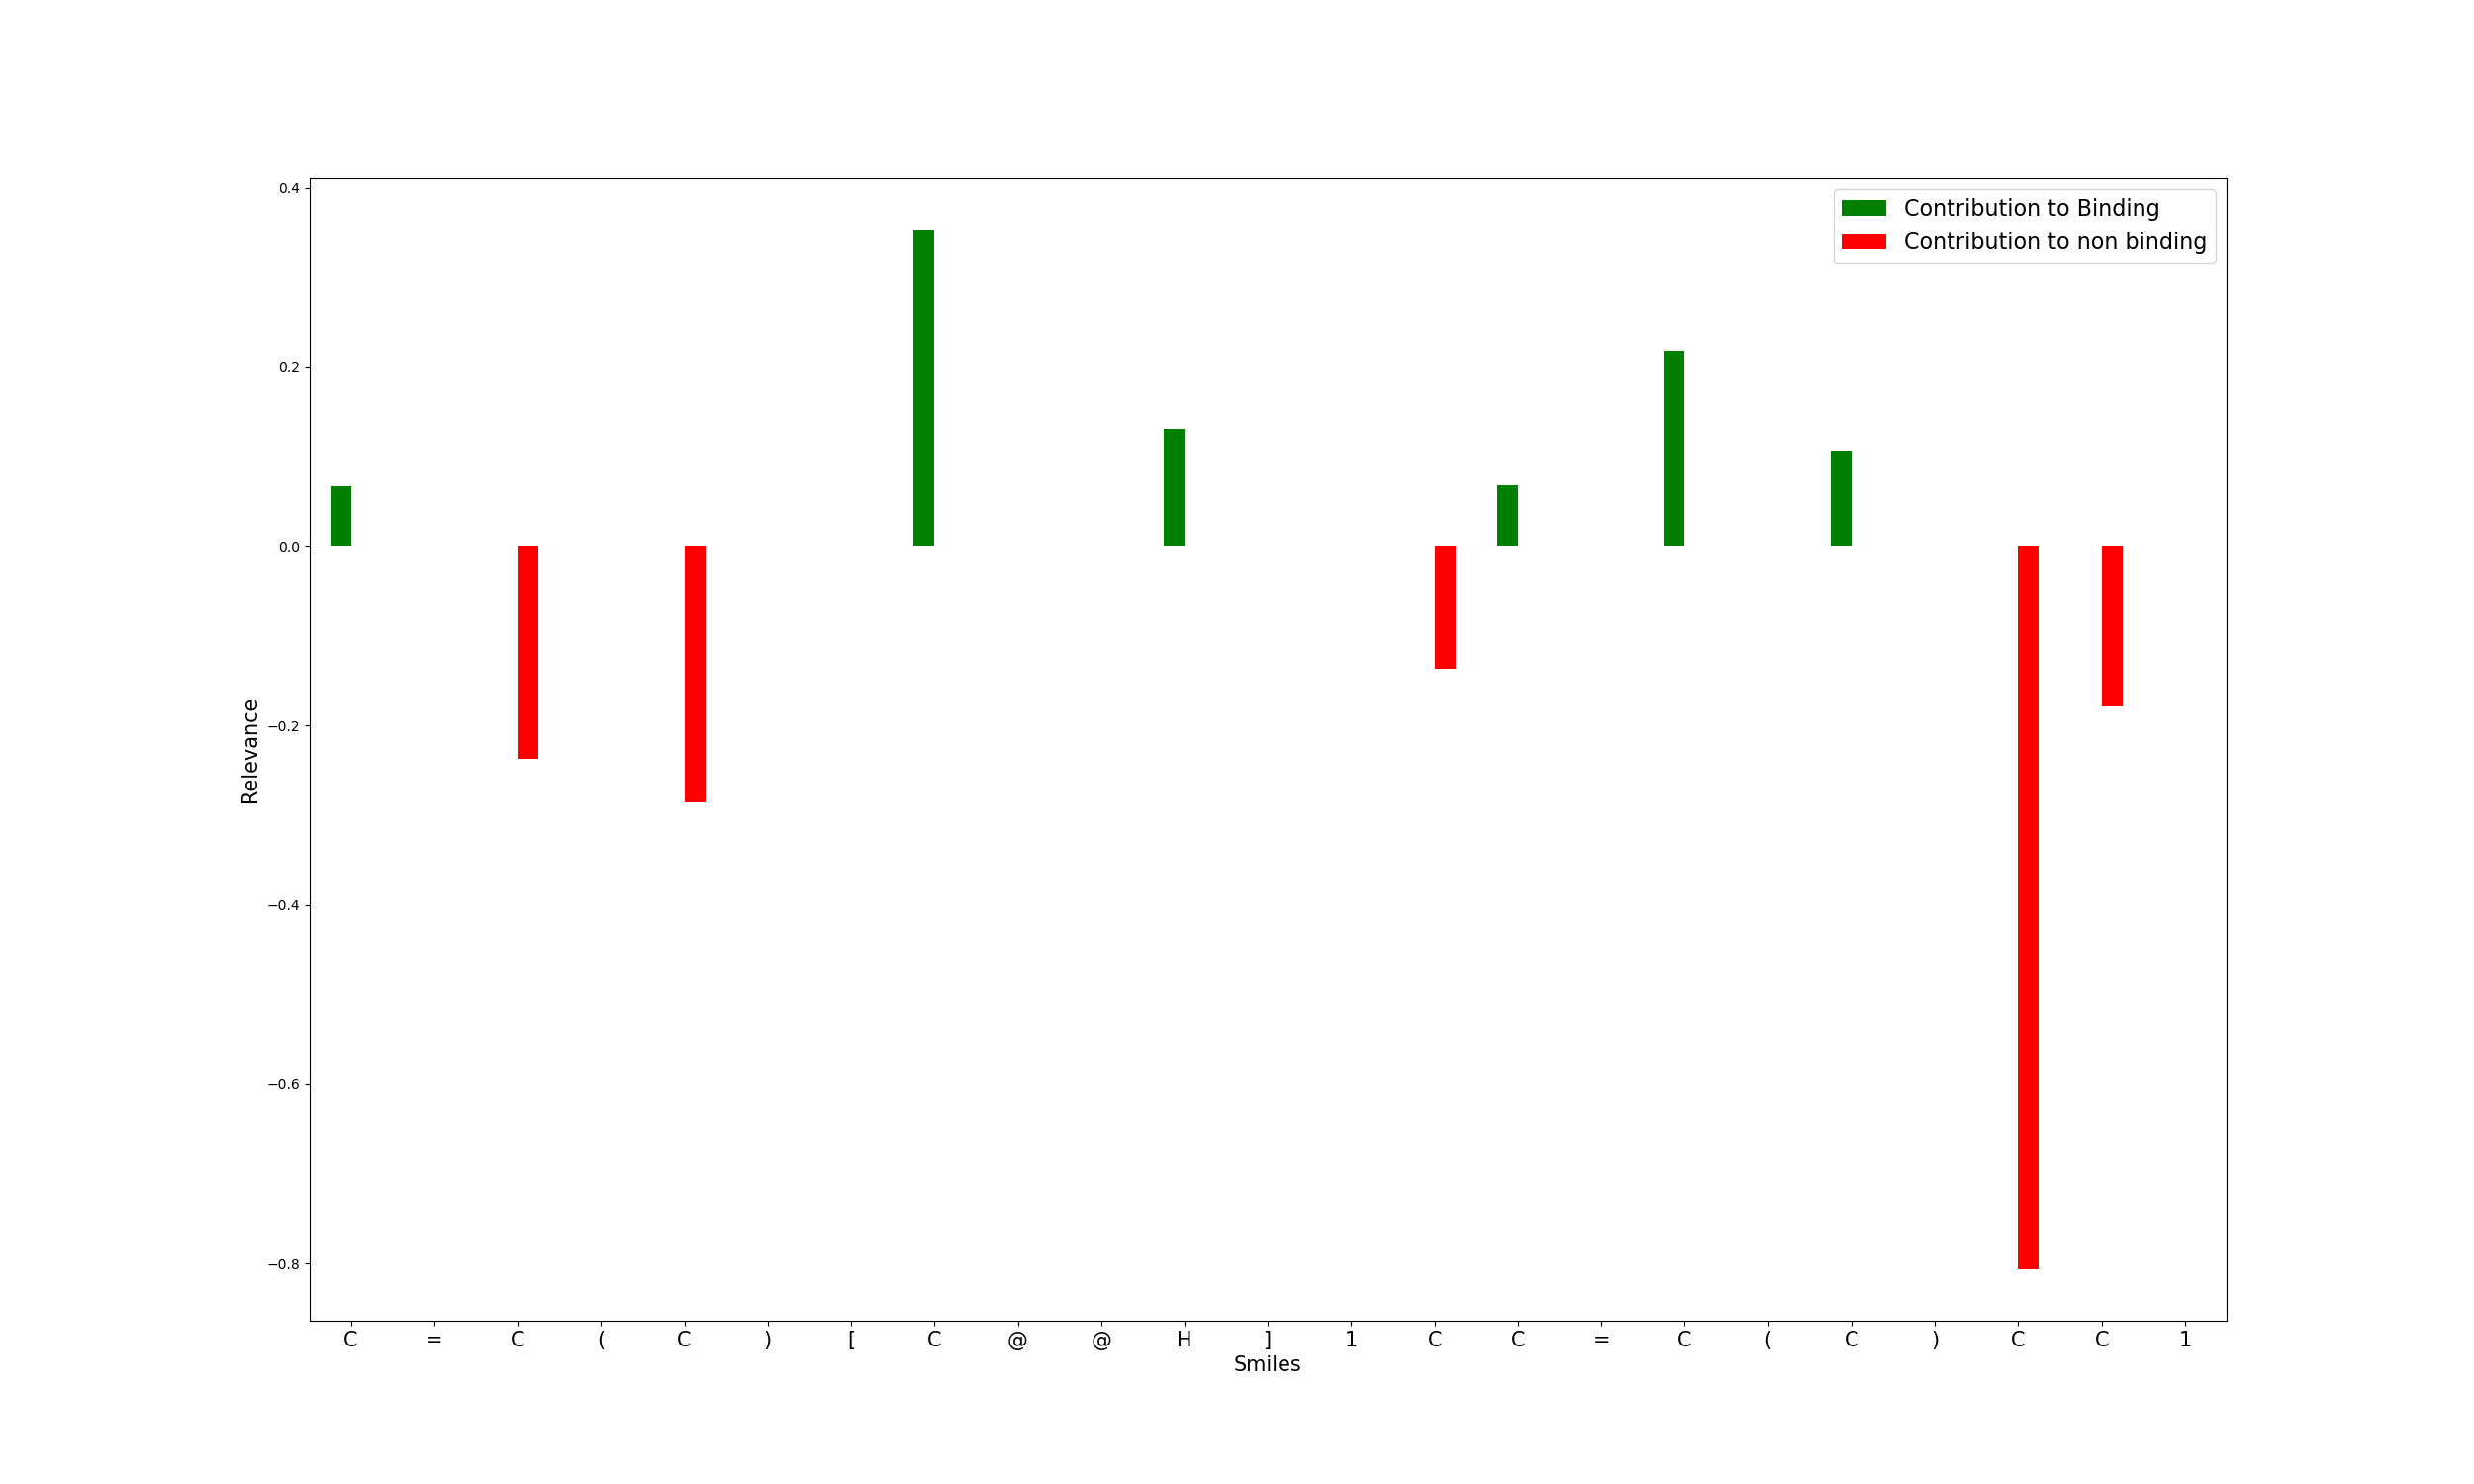 Contribution to Binding
Contribution to non binding
0.4
0.2
0.0
−0.2
−0.4
−0.6
−0.8
Relevance
C = C ( C ) [ C @ @ H ] 1 C C = C ( C ) C C 1
Smiles